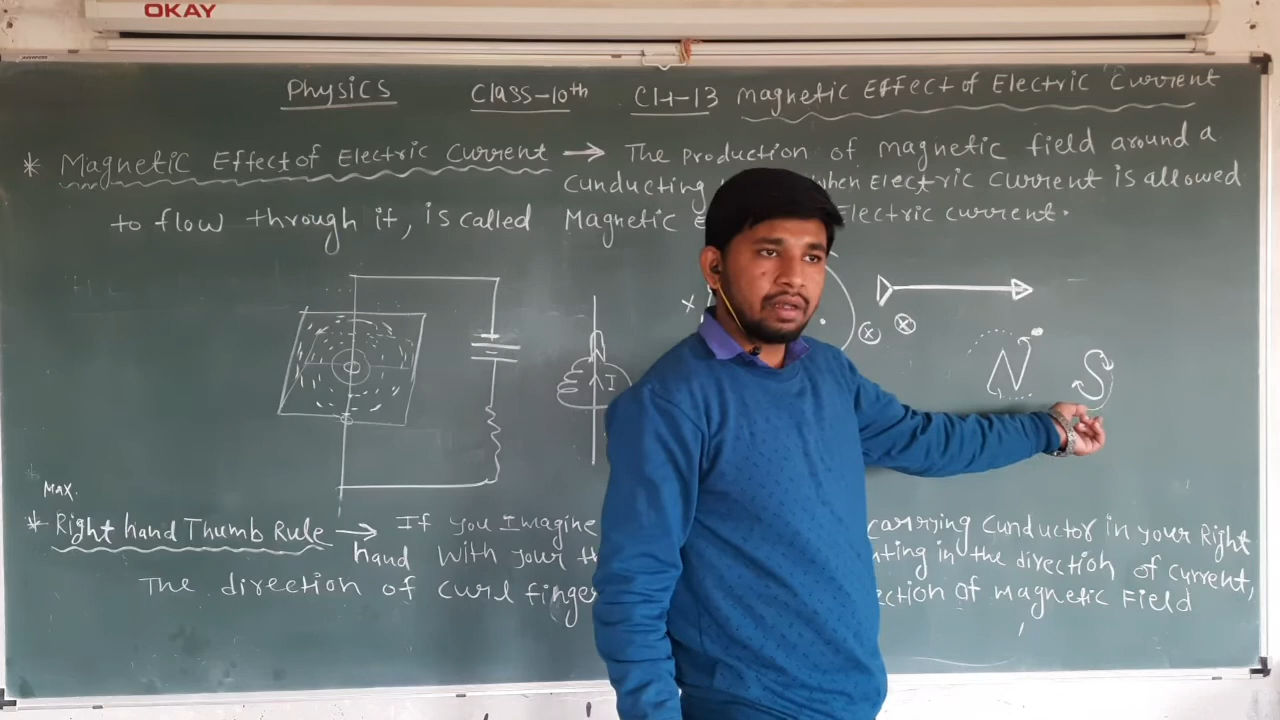 OKAY
Physics Class-10th CH-13 Magnetic Effect of Electric Current
* Magnetic Effect of Electric Current → The Production of magnetic field around a
Cunducting When Electric Current is allowed
to flow through it, is called Magnetic Electric current.
x
I
N S
Max.
* Right hand Thumb Rule → If you Imagine carrying Cunductor in your Right
hand With your in the direction of current,
The direction of curl finger of Magnetic Field